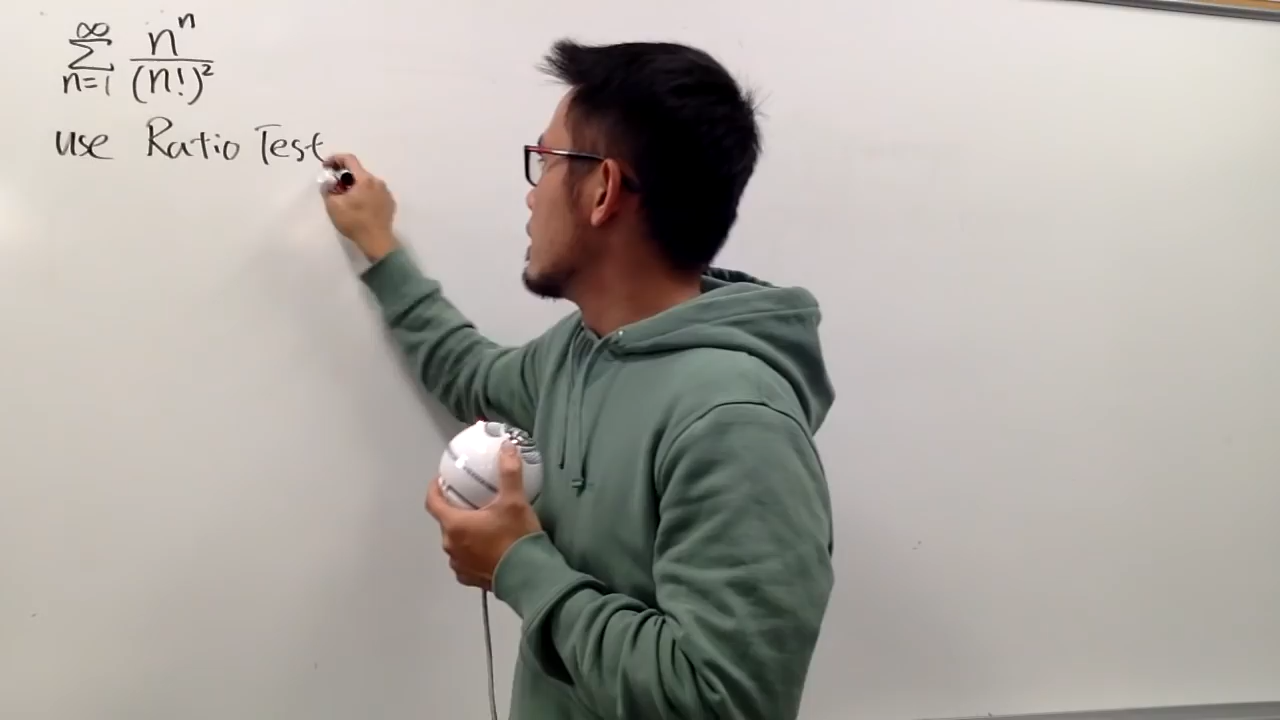 ∞ n^n
Σ ―――
n=1 (n!)²
use Ratio Test